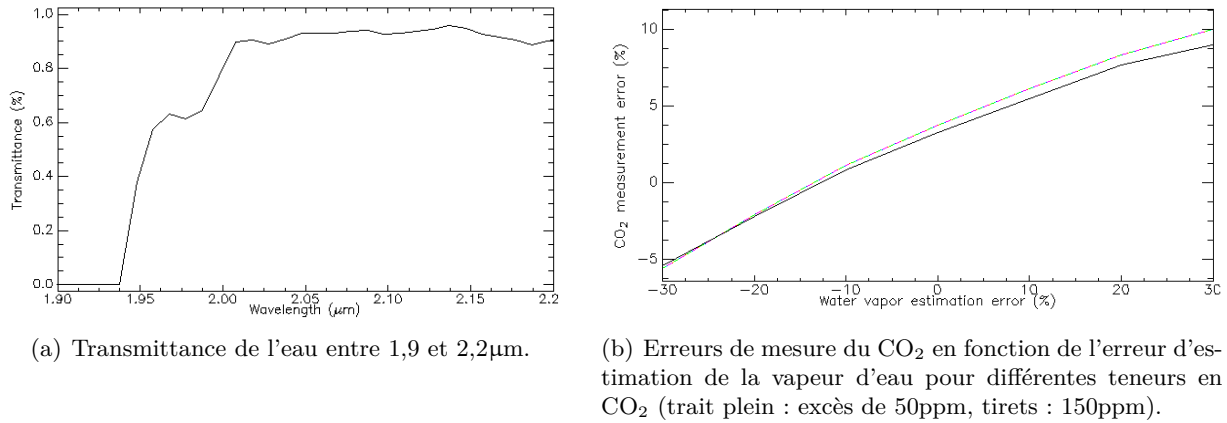 1.0
0.8
0.6
0.4
0.2
0.0
Transmittance (%)
1.90 1.95 2.00 2.05 2.10 2.15 2.2
Wavelength (μm)
(a) Transmittance de l'eau entre 1,9 et 2,2μm.
10
5
0
−5
CO₂ measurement error (%)
−30 −20 −10 0 10 20 30
Water vapor estimation error (%)
(b) Erreurs de mesure du CO₂ en fonction de l'erreur d'es-
timation de la vapeur d'eau pour différentes teneurs en
CO₂ (trait plein : excès de 50ppm, tirets : 150ppm).